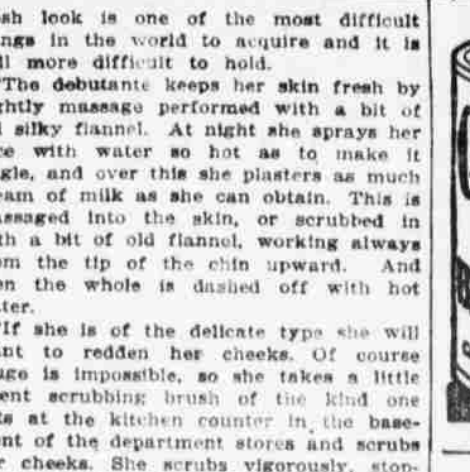 sh look is one of the most difficult
ngs in the world to acquire and it is
ll more difficult to hold.
"The debutante keeps her skin fresh by
ghtly massage performed with a bit of
d silky flannel. At night she sprays her
ce with water so hot as to make it
gle, and over this she plasters as much
eam of milk as she can obtain. This is
assaged into the skin, or scrubbed in
th a bit of old flannel, working always
om the tip of the chin upward. And
en the whole is dashed off with hot
ter.
"If she is of the delicate type she will
ant to redden her cheeks. Of course
uge is impossible, so she takes a little
ent scrubbing brush of the kind one
ts at the kitchen counter in the base-
ent of the department stores and scrubs
r cheeks. She scrubs vigorously, stop-